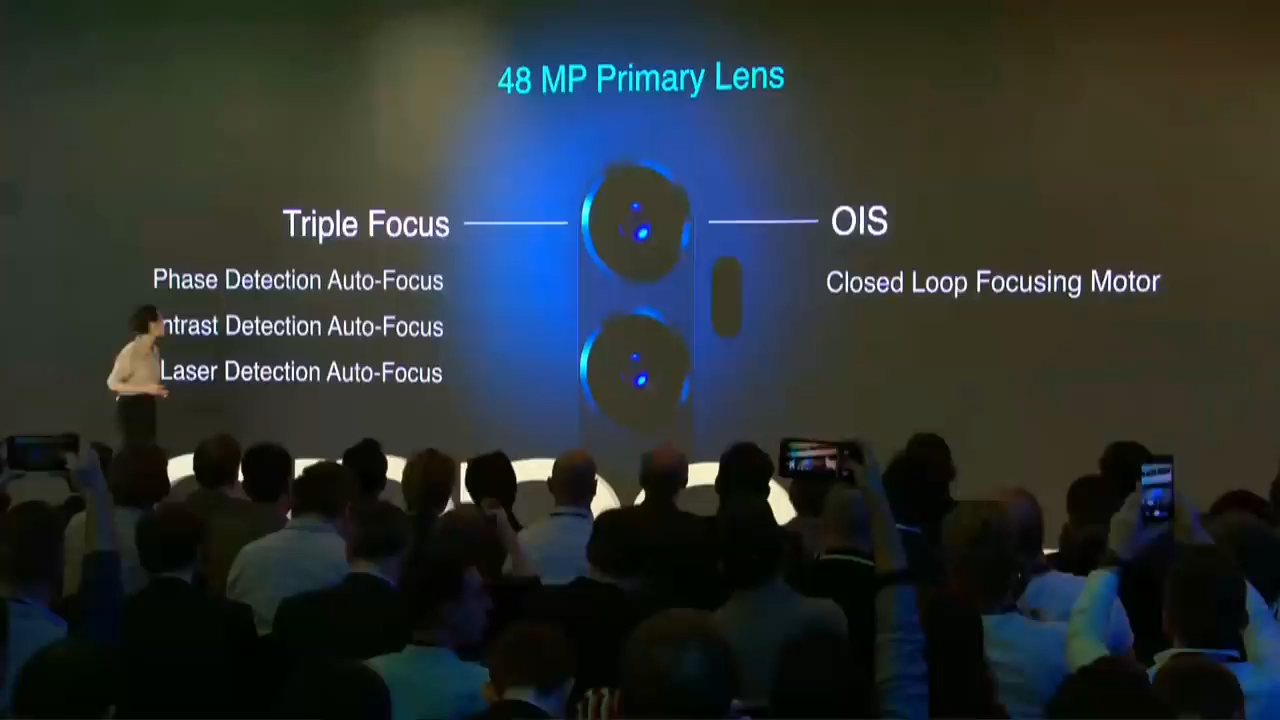 48 MP Primary Lens
Triple Focus
OIS
Phase Detection Auto-Focus
Closed Loop Focusing Motor
ntrast Detection Auto-Focus
Laser Detection Auto-Focus